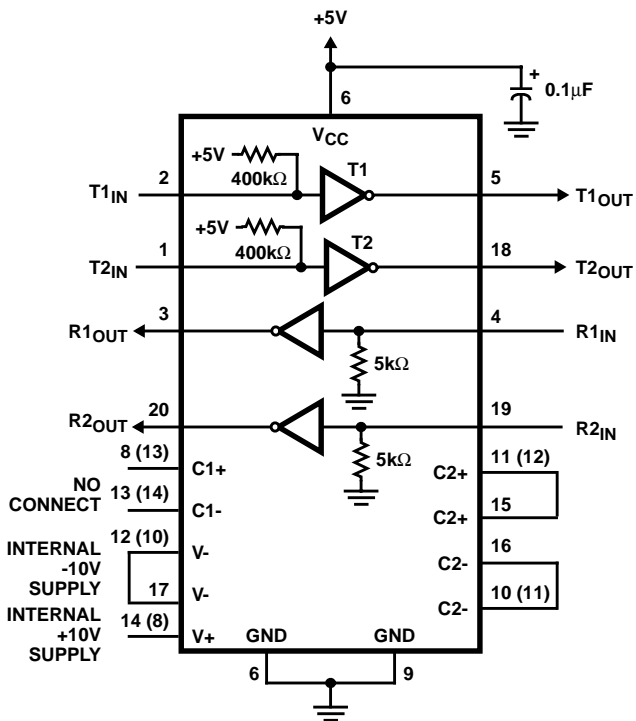 +5V
6
+
0.1µF
VCC
+5V
400kΩ
T1
T1IN
2
5
T1OUT
+5V
400kΩ
T2
T2IN
1
18
T2OUT
R1OUT
3
4
R1IN
5kΩ
R2OUT
20
19
R2IN
5kΩ
8 (13)
C1+
NO
CONNECT
13 (14)
C1-
11 (12)
C2+
15
C2+
INTERNAL
-10V
SUPPLY
12 (10)
V-
17
V-
16
C2-
10 (11)
C2-
INTERNAL
+10V
SUPPLY
14 (8)
V+
GND
GND
6
9